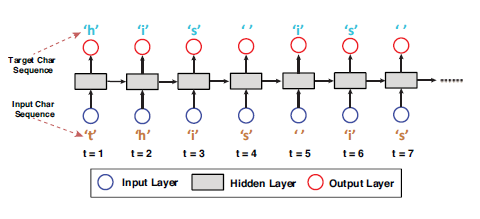 ‘h’ ‘i’ ‘s’ ‘ ’ ‘i’ ‘s’ ‘ ’
Target Char
Sequence
Input Char
Sequence
‘t’ ‘h’ ‘i’ ‘s’ ‘ ’ ‘i’ ‘s’
t = 1 t = 2 t = 3 t = 4 t = 5 t = 6 t = 7
Input Layer Hidden Layer Output Layer